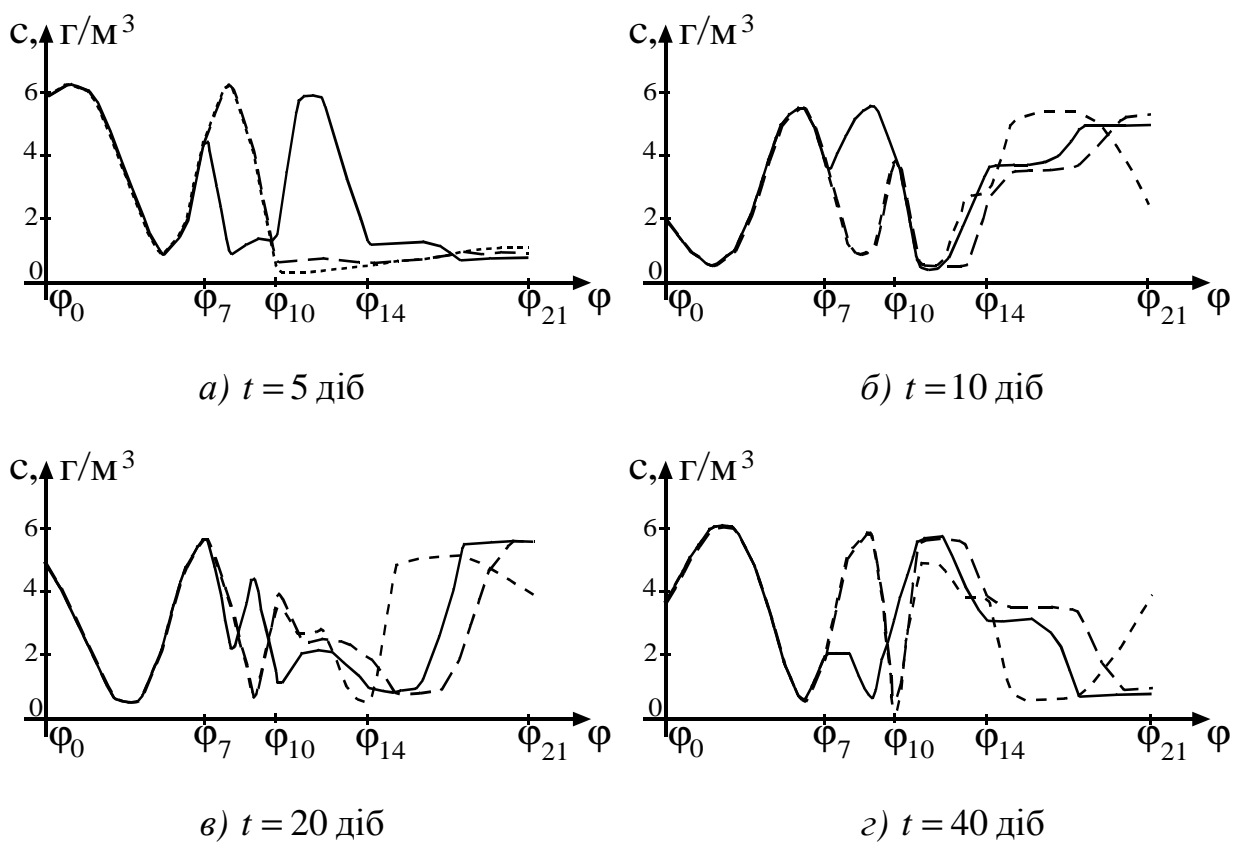 с, г/м³ с, г/м³
6 6
4 4
2 2
0 0
φ₀ φ₇ φ₁₀ φ₁₄ φ₂₁ φ φ₀ φ₇ φ₁₀ φ₁₄ φ₂₁ φ
а) t = 5 діб б) t = 10 діб
с, г/м³ с, г/м³
6 6
4 4
2 2
0 0
φ₀ φ₇ φ₁₀ φ₁₄ φ₂₁ φ φ₀ φ₇ φ₁₀ φ₁₄ φ₂₁ φ
в) t = 20 діб г) t = 40 діб